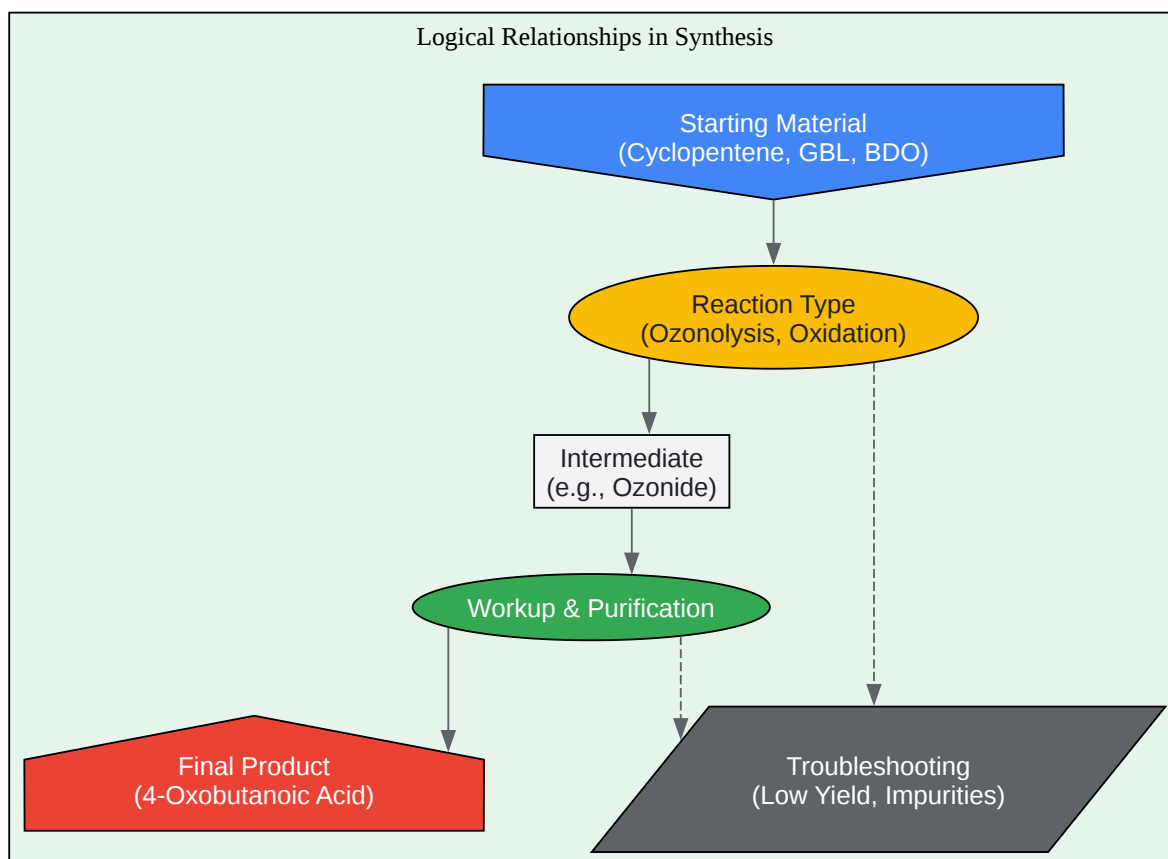 Logical Relationships in Synthesis
Starting Material
(Cyclopentene, GBL, BDO)
Reaction Type
(Ozonolysis, Oxidation)
Intermediate
(e.g., Ozonide)
Workup & Purification
Final Product
(4-Oxobutanoic Acid)
Troubleshooting
(Low Yield, Impurities)